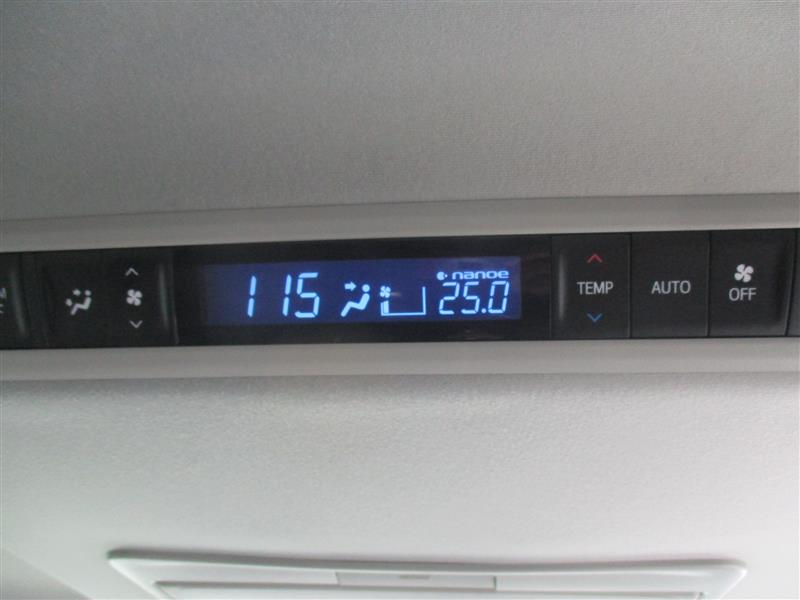 115
nanoe
25.0
TEMP
AUTO
OFF